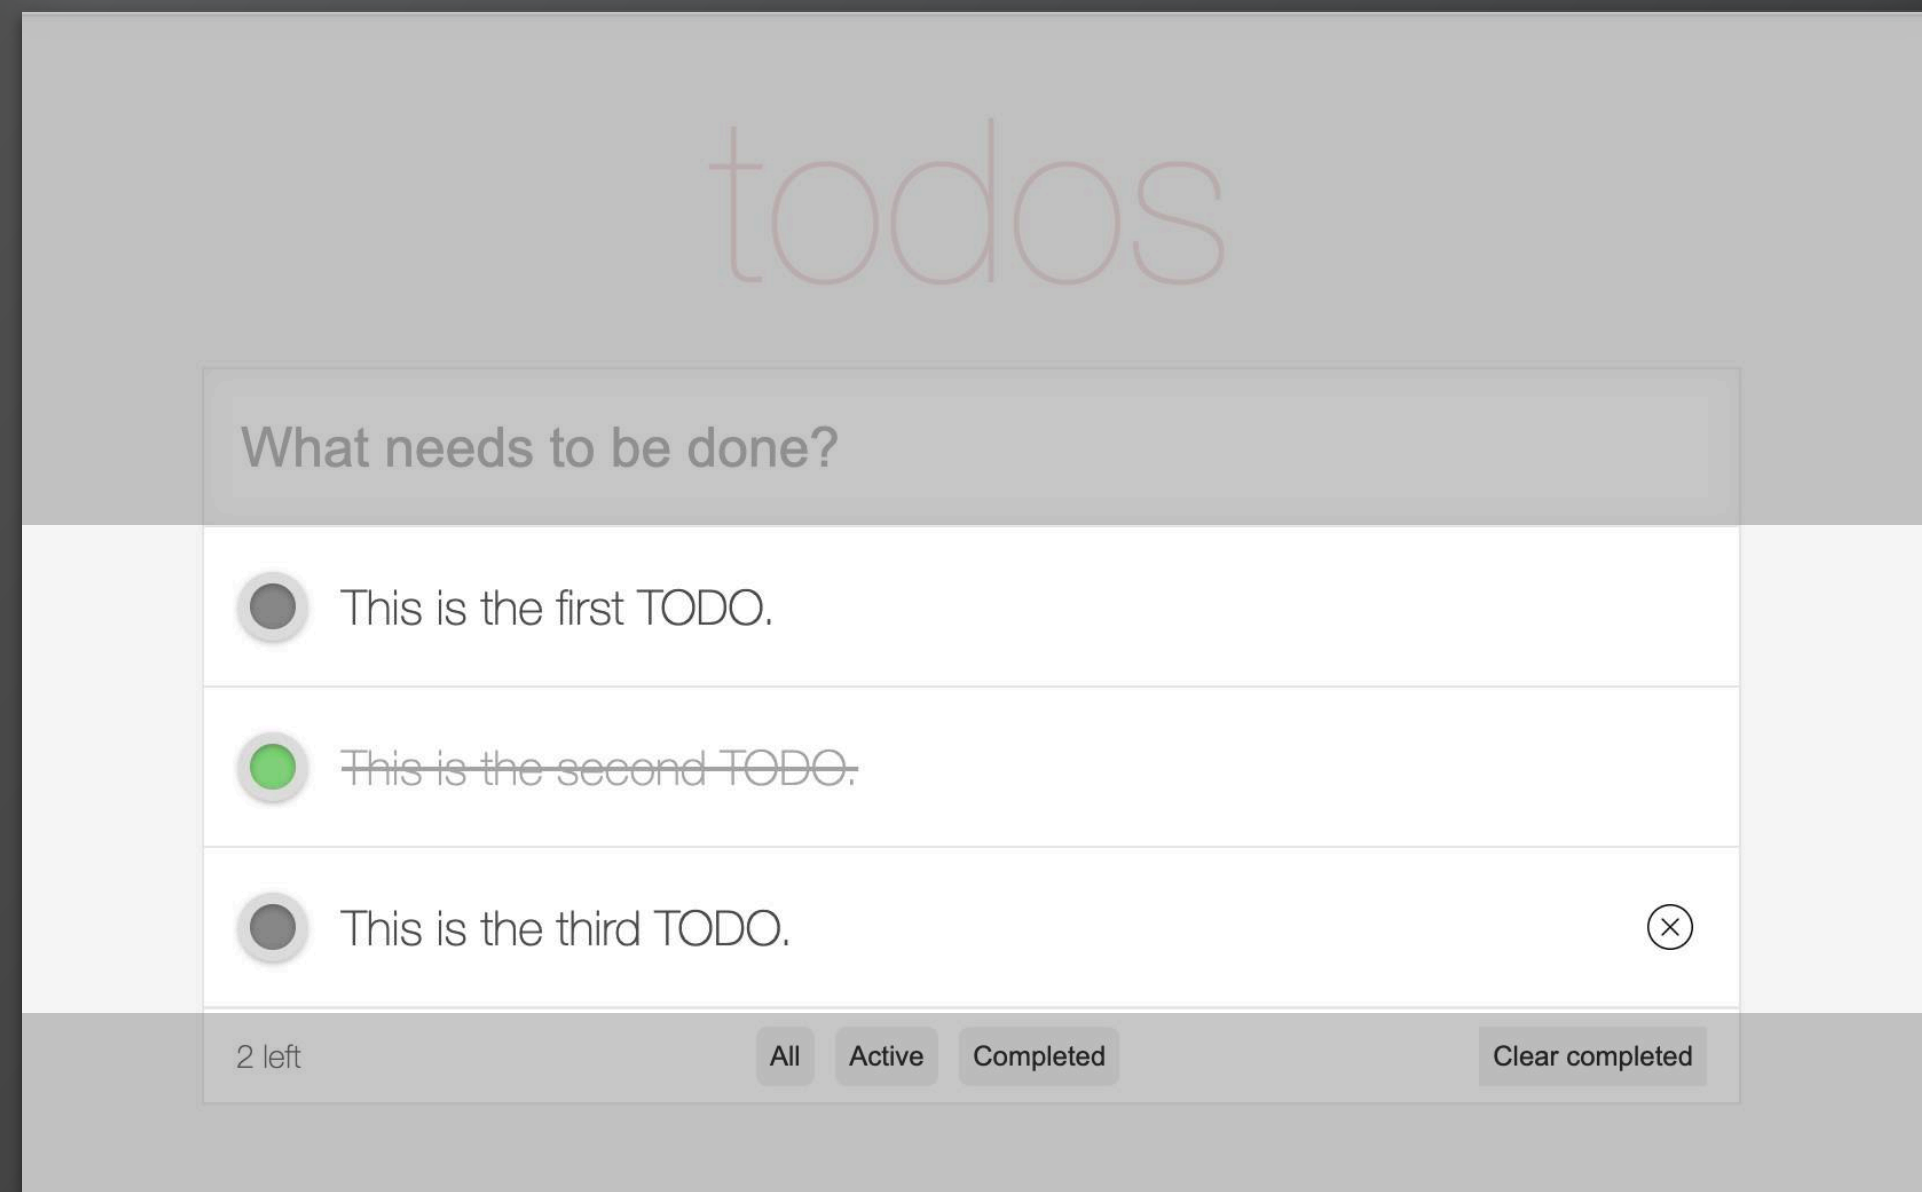 todos
What needs to be done?
This is the first TODO.
This is the second TODO.
This is the third TODO.
2 left All Active Completed Clear completed